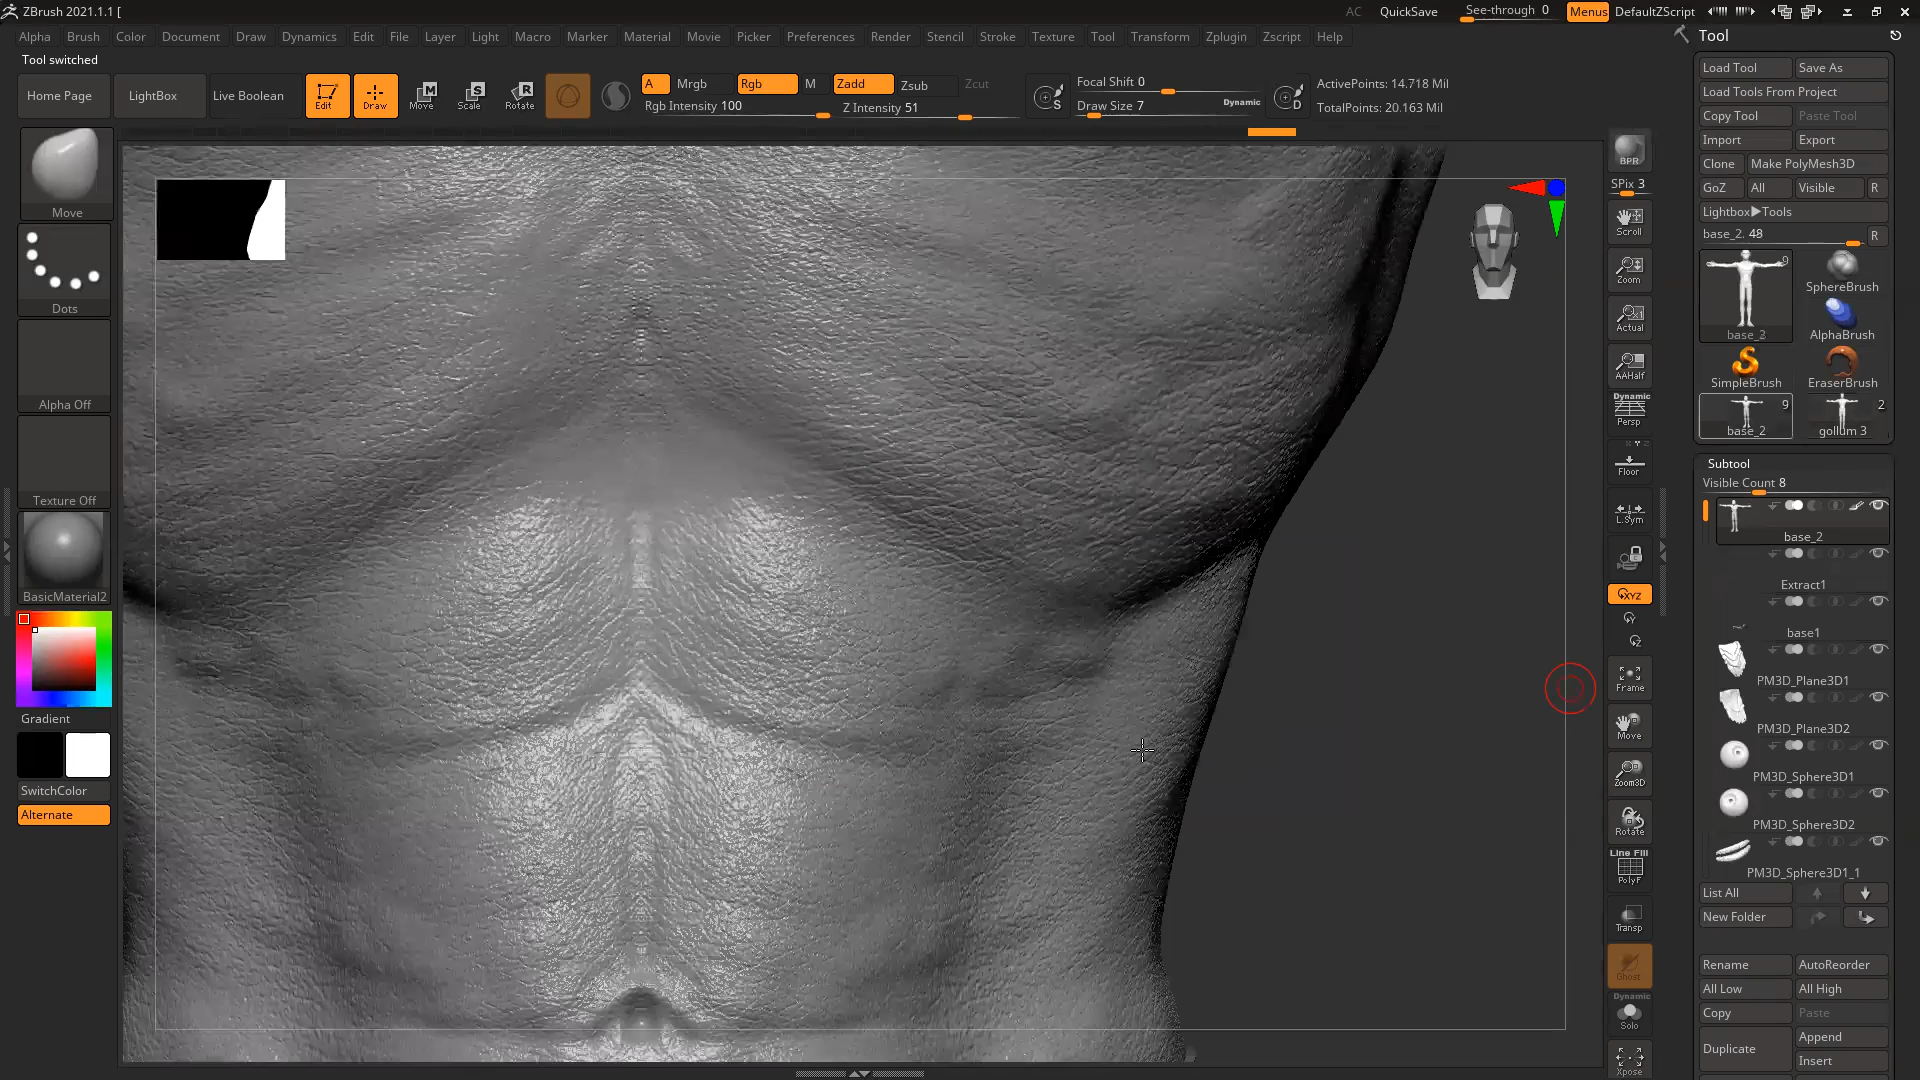 ZBrush 2021.1.1 [
AC QuickSave See-through 0 Menus DefaultZScript
Alpha Brush Color Document Draw Dynamics Edit File Layer Light Macro Marker Material Movie Picker Preferences Render Stencil Stroke Texture Tool Transform Zplugin Zscript Help
Tool switched
Home Page LightBox Live Boolean Edit Draw Move Scale Rotate
A Mrgb Rgb M Zadd Zsub Zcut
Rgb Intensity 100 Z Intensity 51
Focal Shift 0
Draw Size 7 Dynamic
ActivePoints: 14.718 Mil
TotalPoints: 20.163 Mil
Move
Dots
Alpha Off
Texture Off
BasicMaterial2
Gradient
SwitchColor
Alternate
BPR
SPix 3
Scroll
Zoom
Actual
AAHalf
Dynamic
Persp
Floor
L.Sym
XYZ
Y
Z
Frame
Move
Zoom3D
Rotate
Line Fill
PolyF
Transp
Ghost
Dynamic
Solo
Xpose
Tool
Load Tool Save As
Load Tools From Project
Copy Tool Paste Tool
Import Export
Clone Make PolyMesh3D
GoZ All Visible R
Lightbox▶Tools
base_2. 48 R
9
base_2
SphereBrush
AlphaBrush
SimpleBrush
EraserBrush
9
base_2
2
gollum 3
Subtool
Visible Count 8
base_2
Extract1
base1
PM3D_Plane3D1
PM3D_Plane3D2
PM3D_Sphere3D1
PM3D_Sphere3D2
PM3D_Sphere3D1_1
List All
New Folder
Rename AutoReorder
All Low All High
Copy Paste
Duplicate Append
Insert